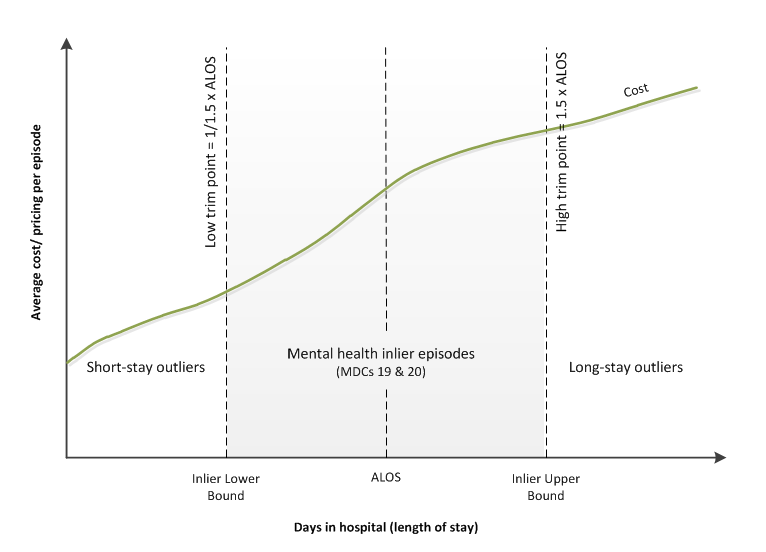 Average cost/ pricing per episode
Low trim point = 1/1.5 x ALOS
High trim point = 1.5 x ALOS
Cost
Mental health inlier episodes
(MDCs 19 & 20)
Short-stay outliers
Long-stay outliers
Inlier Lower
Bound
ALOS
Inlier Upper
Bound
Days in hospital (length of stay)